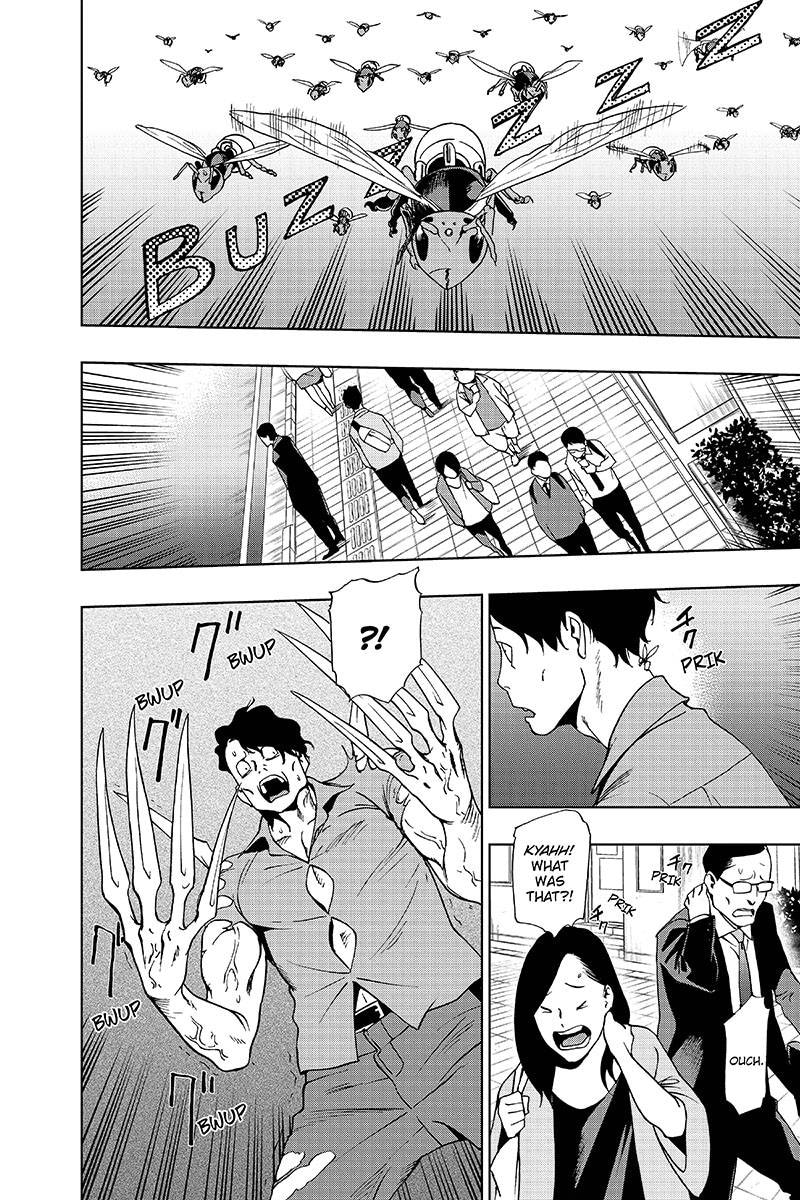 BUZZZZZZ
チク
PRIK
KYAHH!
WHAT
WAS
THAT?!
チク
PRIK
チク
PRIK
OUCH.
?!
グ
BWUP
グ
BWUP
グ
BWUP
グ
BWUP